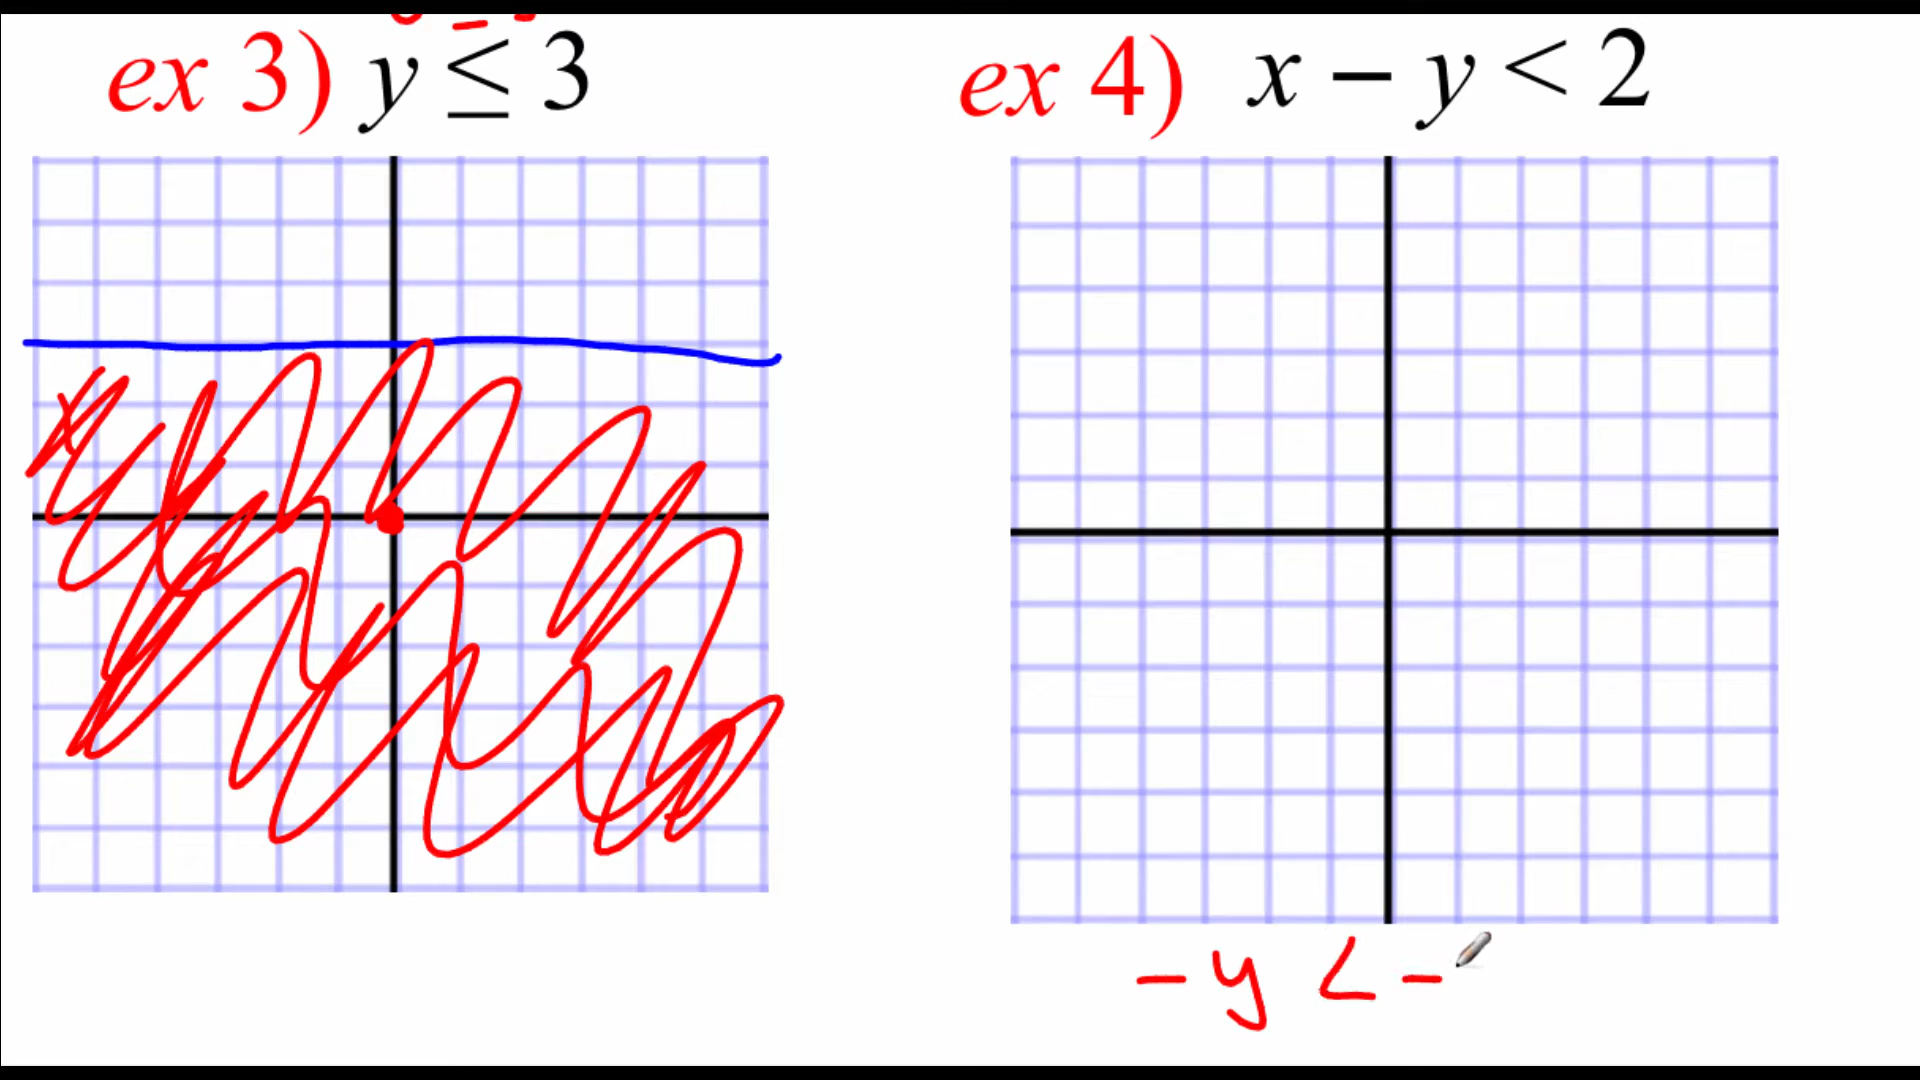 ex 3) y ≤ 3
ex 4) x − y < 2
- y < -